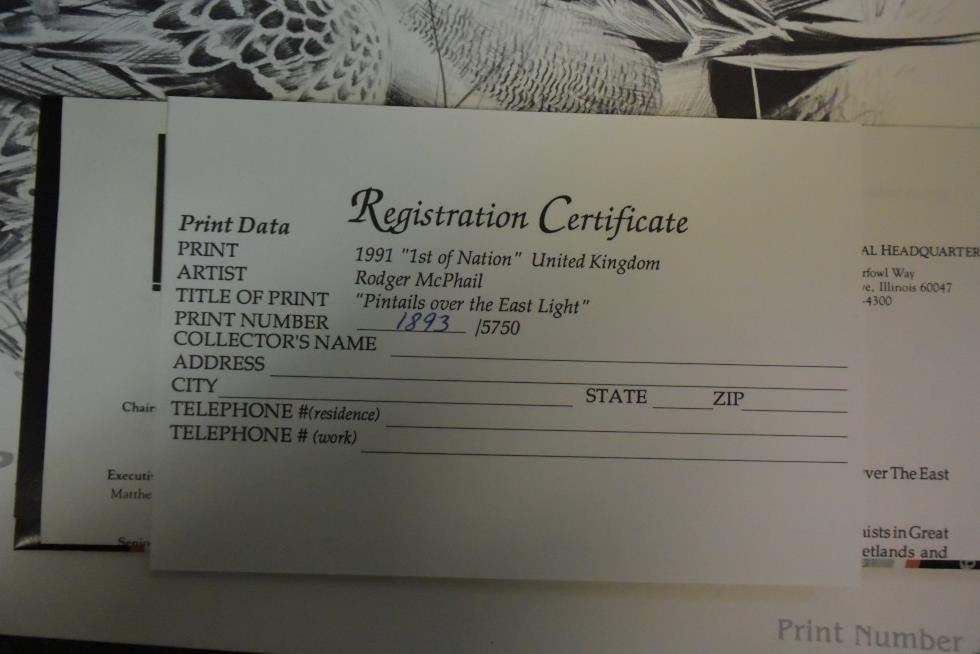 Registration Certificate
Print Data
PRINT 1991 "1st of Nation" United Kingdom
ARTIST Rodger McPhail
TITLE OF PRINT "Pintails over the East Light"
PRINT NUMBER 1893 /5750
COLLECTOR'S NAME
ADDRESS
CITY STATE ZIP
TELEPHONE #(residence)
TELEPHONE # (work)
AL HEADQUARTER
rfowl Way
e, Illinois 60047
-4300
Chair
Executi
Matthe
Senio
ver The East
ists in Great
etlands and
Print Number